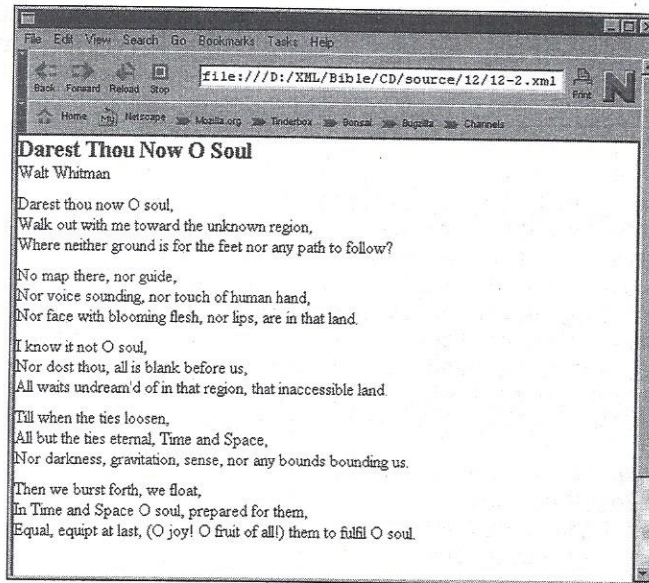 File Edit View Search Go Bookmarks Tasks Help
file:///D:/XML/Bible/CD/source/12/12-2.xml
Back Forward Reload Stop Print N
Home My Netscape Mozilla.org Tinderbox Bonsai Bugzilla Channels
Darest Thou Now O Soul
Walt Whitman
Darest thou now O soul,
Walk out with me toward the unknown region,
Where neither ground is for the feet nor any path to follow?
No map there, nor guide,
Nor voice sounding, nor touch of human hand,
Nor face with blooming flesh, nor lips, are in that land.
I know it not O soul,
Nor dost thou, all is blank before us,
All waits undream'd of in that region, that inaccessible land.
Till when the ties loosen,
All but the ties eternal, Time and Space,
Nor darkness, gravitation, sense, nor any bounds bounding us.
Then we burst forth, we float,
In Time and Space O soul, prepared for them,
Equal, equipt at last, (O joy! O fruit of all!) them to fulfil O soul.